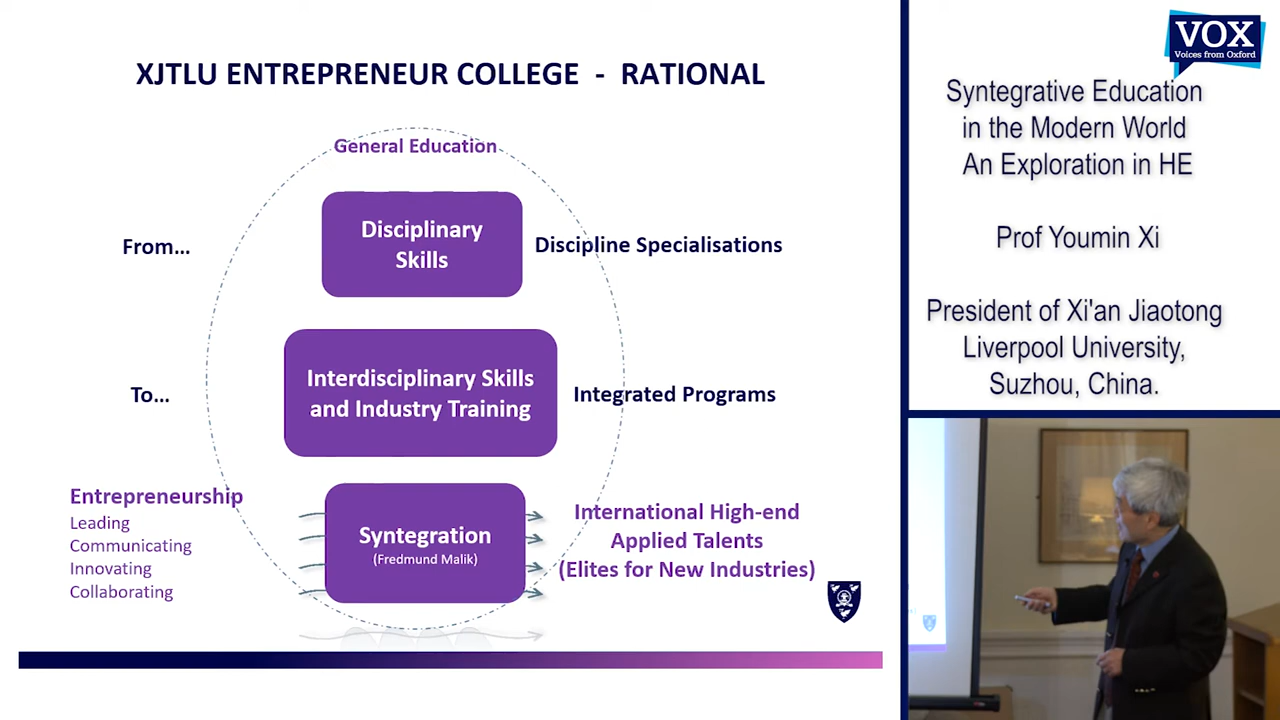 XJTLU ENTREPRENEUR COLLEGE - RATIONAL
General Education
From...
Disciplinary
Skills
Discipline Specialisations
To...
Interdisciplinary Skills
and Industry Training
Integrated Programs
Entrepreneurship
Leading
Communicating
Innovating
Collaborating
Syntegration
(Fredmund Malik)
International High-end
Applied Talents
(Elites for New Industries)
VOX
Voices from Oxford
Syntegrative Education
in the Modern World
An Exploration in HE
Prof Youmin Xi
President of Xi'an Jiaotong
Liverpool University,
Suzhou, China.